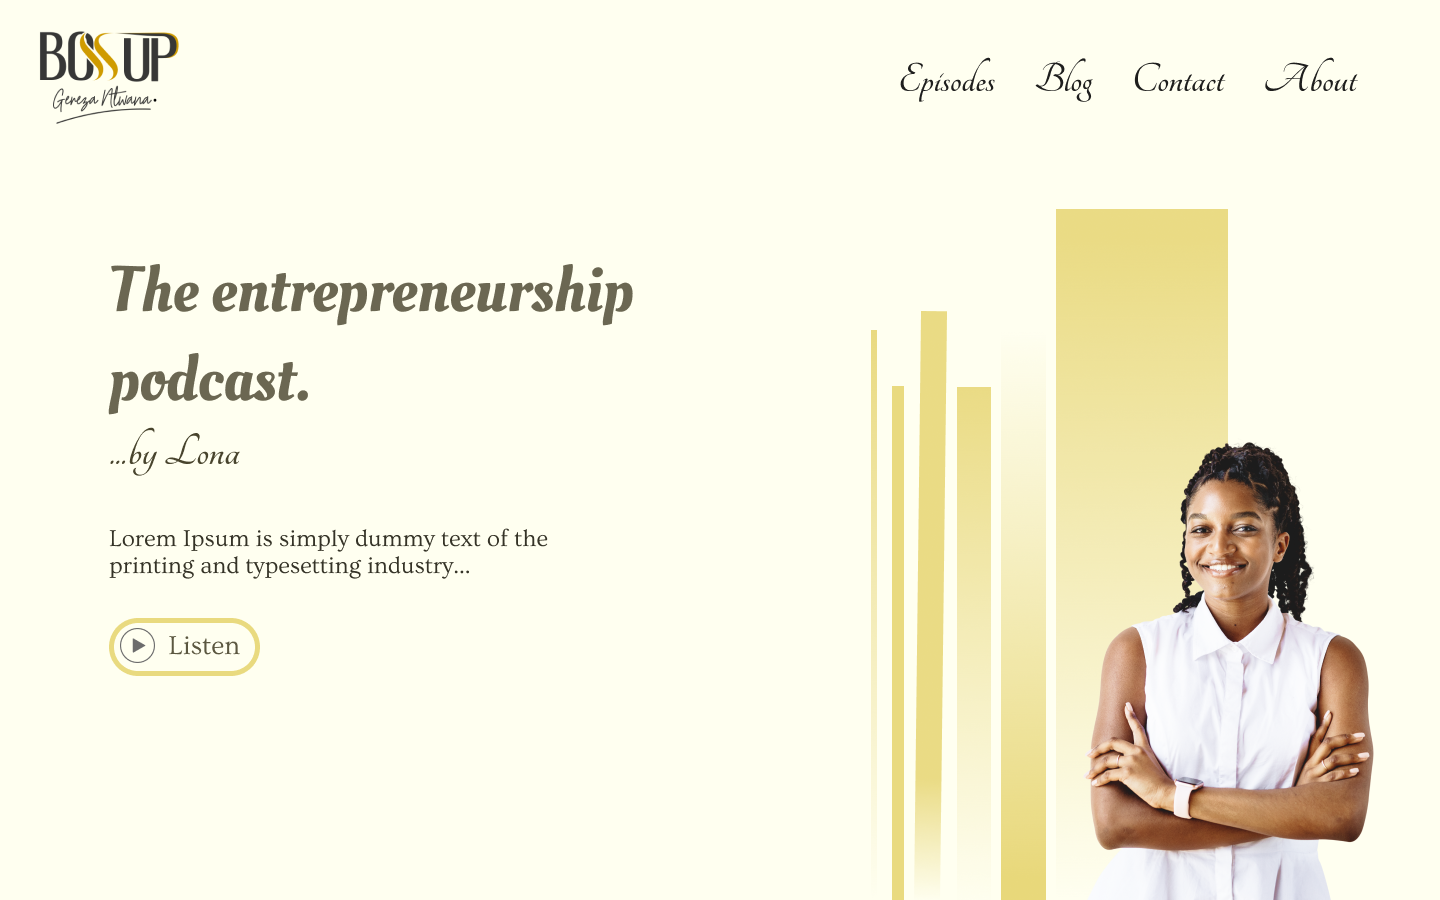 BOSS UP
Gereza Ntwana.
Episodes
Blog
Contact
About
The entrepreneurship
podcast.
...by Lona
Lorem Ipsum is simply dummy text of the
printing and typesetting industry...
Listen